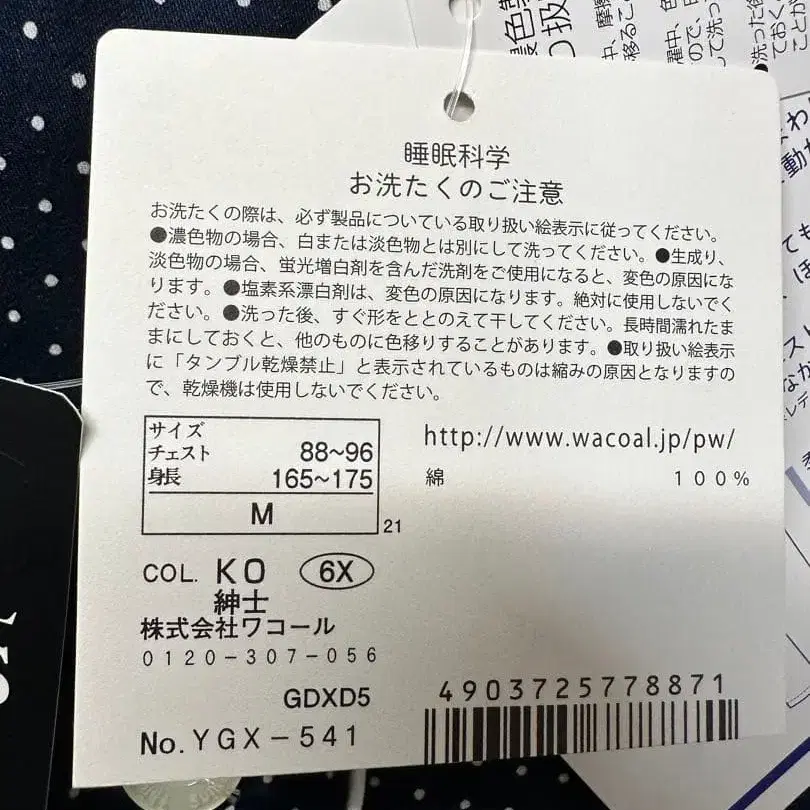 睡眠科学
お洗たくのご注意
お洗たくの際は、必ず製品についている取り扱い絵表示に従ってください。
●濃色物の場合、白または淡色物とは別にして洗ってください。●生成り、
淡色物の場合、蛍光増白剤を含んだ洗剤をご使用になると、変色の原因にな
ります。●塩素系漂白剤は、変色の原因になります。絶対に使用しないでく
ださい。●洗った後、すぐ形をととのえて干してください。長時間濡れたま
まにしておくと、他のものに色移りすることがあります。●取り扱い絵表示
に「タンブル乾燥禁止」と表示されているものは縮みの原因となりますの
で、乾燥機は使用しないでください。
サイズ
チェスト 88~96
身長 165~175
M
21
http://www.wacoal.jp/pw/
綿 100%
COL. KO 6X
紳士
株式会社ワコール
0120-307-056
GDXD5
No. YGX-541
4903725778871